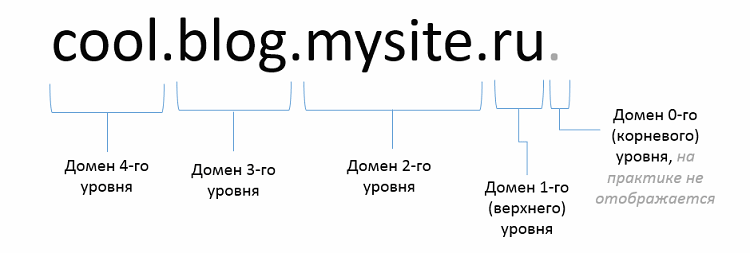 cool.blog.mysite.ru.
Домен 4-го
уровня
Домен 3-го
уровня
Домен 2-го
уровня
Домен 1-го
(верхнего)
уровня
Домен 0-го
(корневого)
уровня, на
практике не
отображается